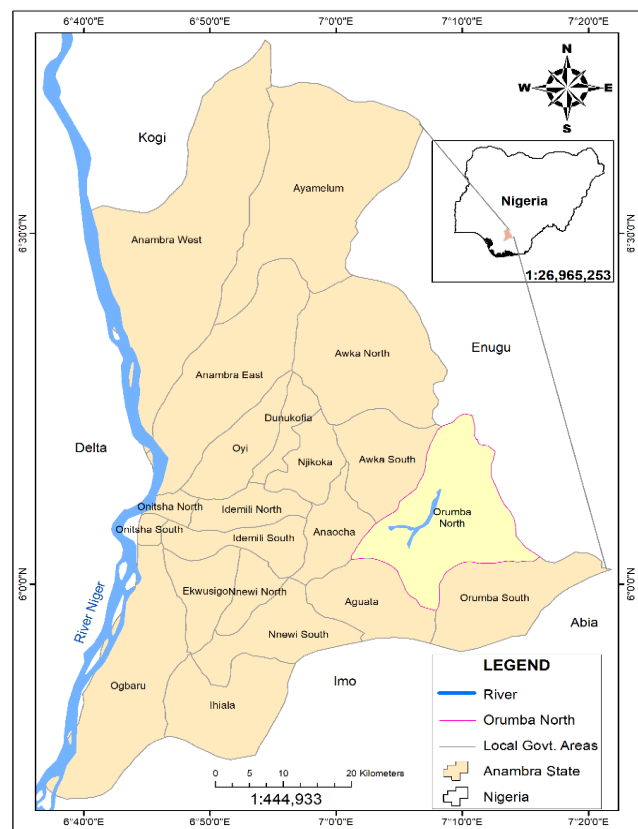 6°40'0"E 6°50'0"E 7°0'0"E 7°10'0"E 7°20'0"E
N
W E
S
Kogi
Nigeria
1:26,965,253
Ayamelum
6°30'0"N 6°30'0"N
Anambra West
Enugu
Awka North
Anambra East
Dunukofia
Delta
Oyi
Njikoka
Awka South
Onitsha North
Idemili North
Orumba
North
Onitsha South
Idemili South
Anaocha
6°0'0"N 6°0'0"N
Ekwusigo
Nnewi North
Aguata
Orumba South
River Niger
Abia
Nnewi South
Imo
Ogbaru
Ihiala
LEGEND
River
Orumba North
Local Govt. Areas
Anambra State
Nigeria
0 5 10 20 Kilometers
1:444,933
6°40'0"E 6°50'0"E 7°0'0"E 7°10'0"E 7°20'0"E